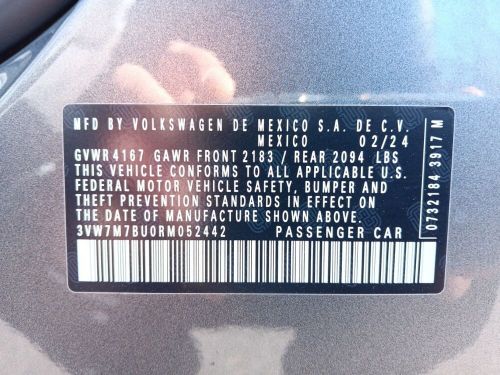 MFD BY VOLKSWAGEN DE MEXICO S.A. DE C.V.
MEXICO 02/24
GVWR 4167 GAWR FRONT 2183 / REAR 2094 LBS
THIS VEHICLE CONFORMS TO ALL APPLICABLE U.S.
FEDERAL MOTOR VEHICLE SAFETY, BUMPER AND
THEFT PREVENTION STANDARDS IN EFFECT ON
THE DATE OF MANUFACTURE SHOWN ABOVE.
3VW7M7BU0RM052442 PASSENGER CAR
0732184 3917 M